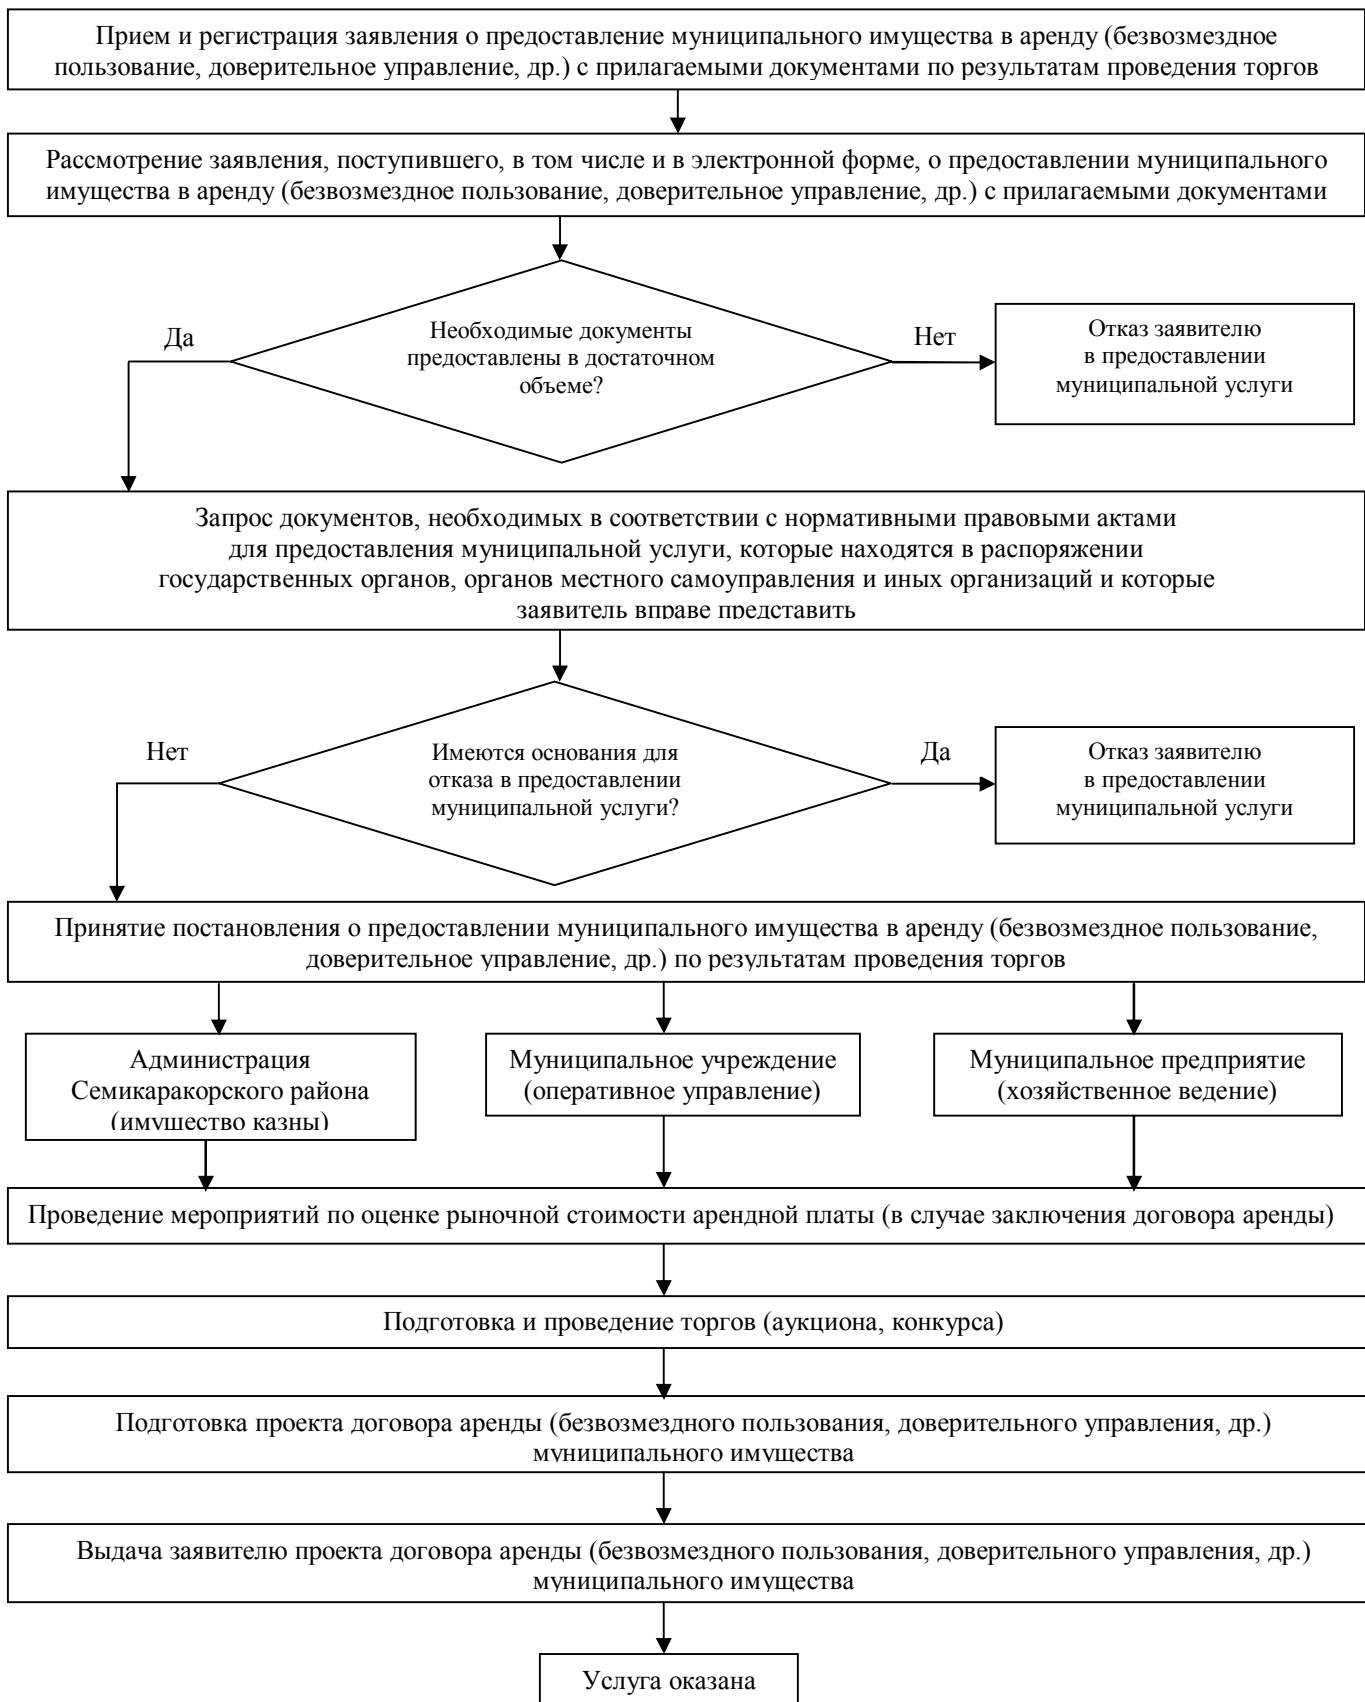 Прием и регистрация заявления о предоставление муниципального имущества в аренду (безвозмездное
пользование, доверительное управление, др.) с прилагаемыми документами по результатам проведения торгов
Рассмотрение заявления, поступившего, в том числе и в электронной форме, о предоставлении муниципального
имущества в аренду (безвозмездное пользование, доверительное управление, др.) с прилагаемыми документами
Да
Необходимые документы
предоставлены в достаточном
объеме?
Нет
Отказ заявителю
в предоставлении
муниципальной услуги
Запрос документов, необходимых в соответствии с нормативными правовыми актами
для предоставления муниципальной услуги, которые находятся в распоряжении
государственных органов, органов местного самоуправления и иных организаций и которые
заявитель вправе представить
Нет
Имеются основания для
отказа в предоставлении
муниципальной услуги?
Да
Отказ заявителю
в предоставлении
муниципальной услуги
Принятие постановления о предоставлении муниципального имущества в аренду (безвозмездное пользование,
доверительное управление, др.) по результатам проведения торгов
Администрация
Семикаракорского района
(имущество казны)
Муниципальное учреждение
(оперативное управление)
Муниципальное предприятие
(хозяйственное ведение)
Проведение мероприятий по оценке рыночной стоимости арендной платы (в случае заключения договора аренды)
Подготовка и проведение торгов (аукциона, конкурса)
Подготовка проекта договора аренды (безвозмездного пользования, доверительного управления, др.)
муниципального имущества
Выдача заявителю проекта договора аренды (безвозмездного пользования, доверительного управления, др.)
муниципального имущества
Услуга оказана